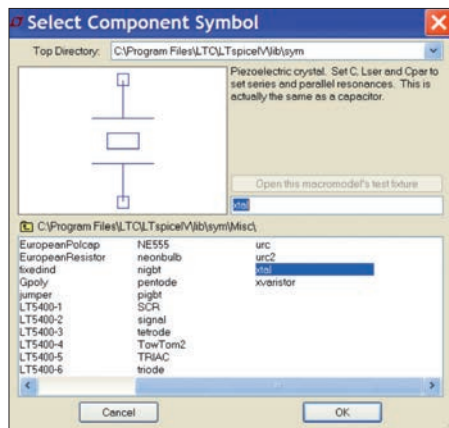 Select Component Symbol
Top Directory: C:\Program Files\LTC\LTspiceIV\lib\sym
Piezoelectric crystal. Set C, Lser and Cpar to
set series and parallel resonances. This is
actually the same as a capacitor.
Open this macromodel's test fixture
xtal
C:\Program Files\LTC\LTspiceIV\lib\sym\Misc\
EuropeanPolcap NE555 urc
EuropeanResistor neonbulb urc2
fixedind nigbt xtal
Gpoly pentode xvaristor
jumper pigbt
LT5400-1 SCR
LT5400-2 signal
LT5400-3 tetrode
LT5400-4 TowTom2
LT5400-5 TRIAC
LT5400-6 triode
Cancel OK